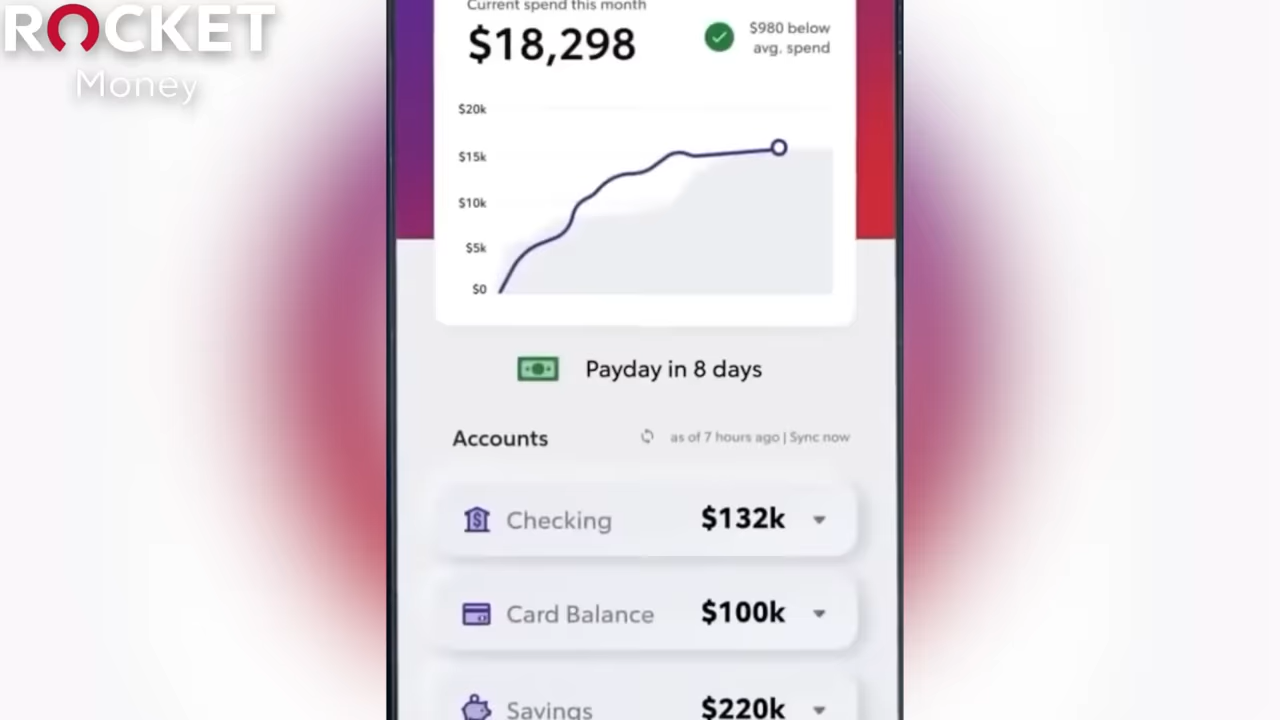 ROCKET
Money
Current spend this month
$18,298
$980 below
avg. spend
$20k
$15k
$10k
$5k
$0
Payday in 8 days
Accounts
as of 7 hours ago | Sync now
Checking
$132k
Card Balance
$100k
Savings
$220k